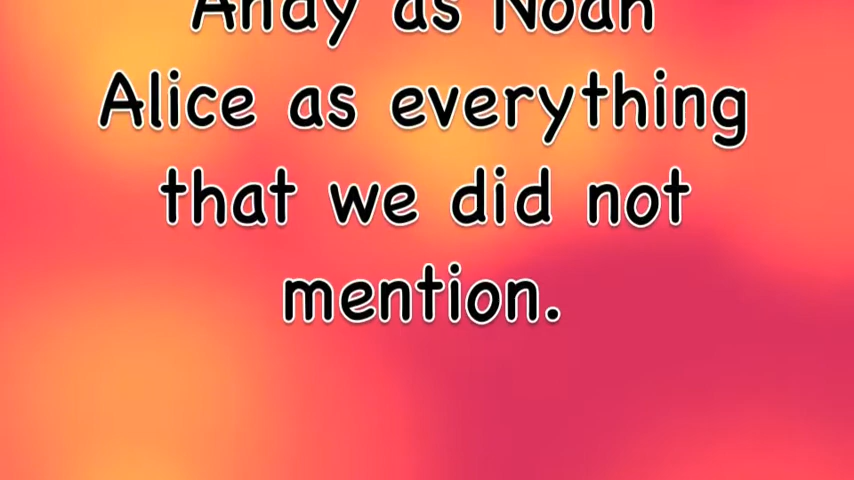 Andy as Noah
Alice as everything
that we did not
mention.